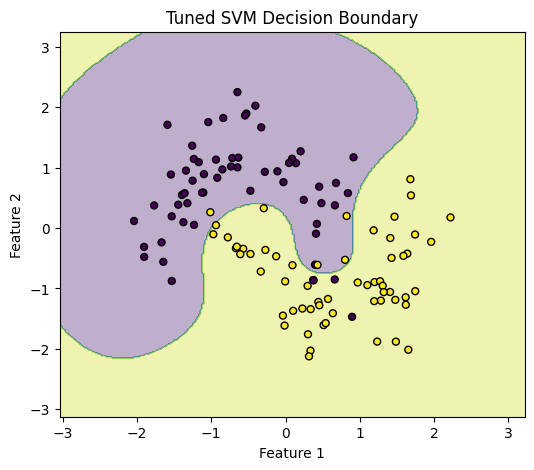 Tuned SVM Decision Boundary
3
2
1
0
−1
−2
−3
Feature 2
−3 −2 −1 0 1 2 3
Feature 1